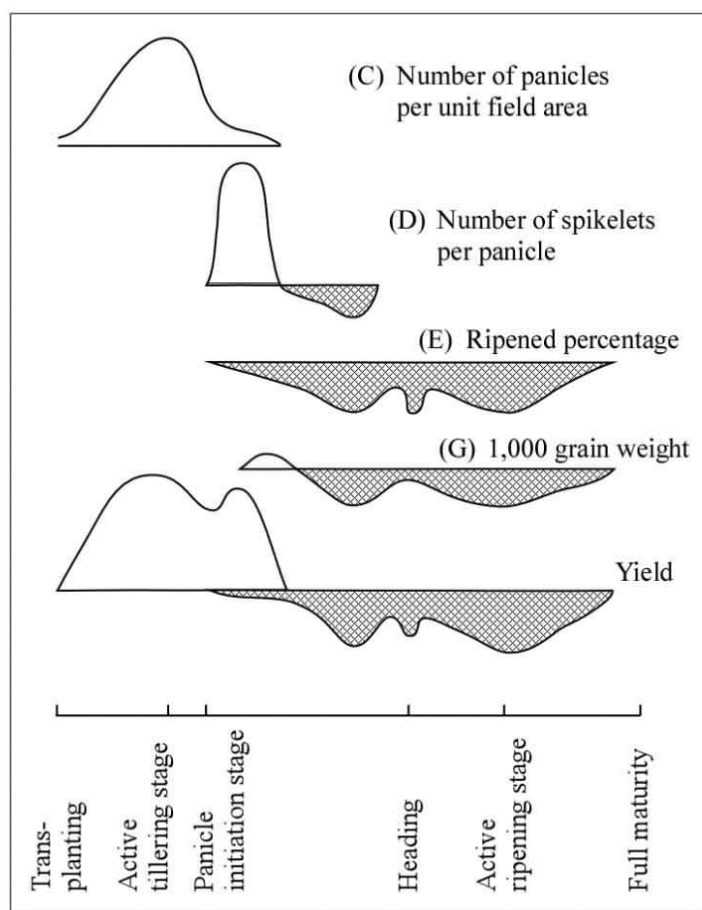 (C) Number of panicles
per unit field area
(D) Number of spikelets
per panicle
(E) Ripened percentage
(G) 1,000 grain weight
Yield
Trans-
planting
Active
tillering stage
Panicle
initiation stage
Heading
Active
ripening stage
Full maturity